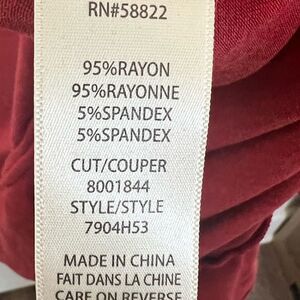 RN#58822
95%RAYON
95%RAYONNE
5%SPANDEX
5%SPANDEX
CUT/COUPER
8001844
STYLE/STYLE
7904H53
MADE IN CHINA
FAIT DANS LA CHINE
CARE ON REVERSE